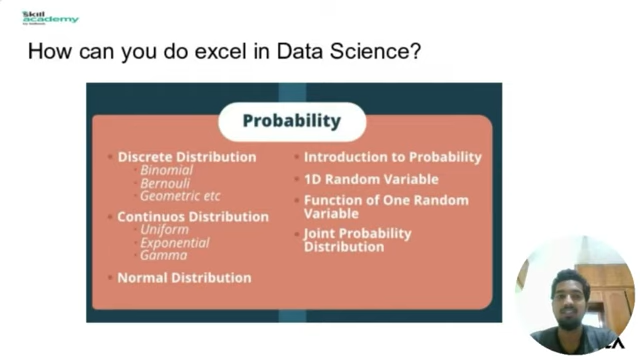 Skill
academy
How can you do excel in Data Science?
Probability
Discrete Distribution
Binomial
Bernouli
Geometric etc
Continuos Distribution
Uniform
Exponential
Gamma
Normal Distribution
Introduction to Probability
1D Random Variable
Function of One Random
Variable
Joint Probability
Distribution